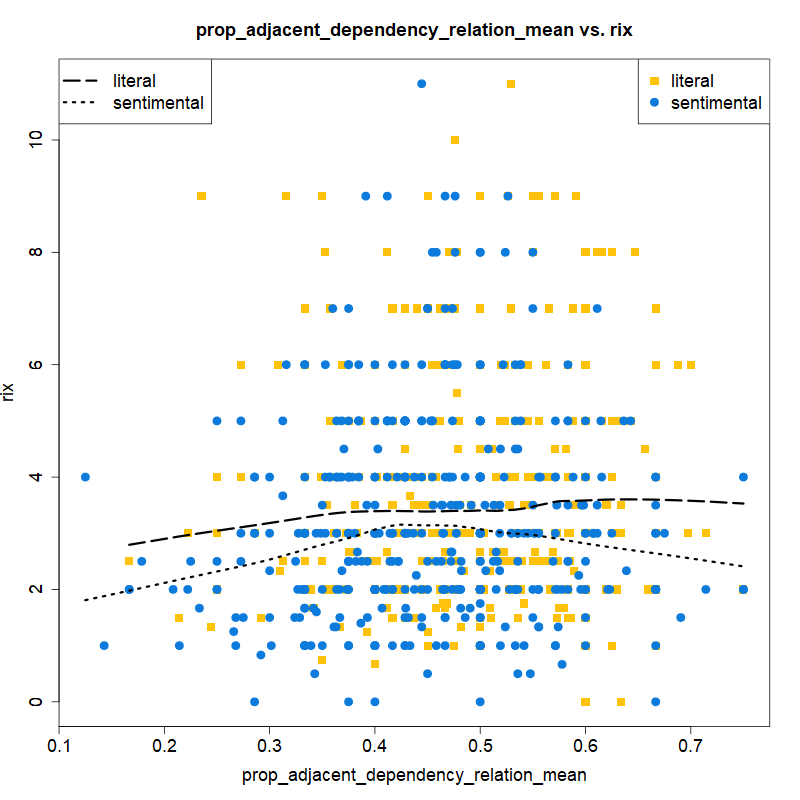 prop_adjacent_dependency_relation_mean vs. rix
literal
sentimental
literal
sentimental
rix
10
8
6
4
2
0
0.1 0.2 0.3 0.4 0.5 0.6 0.7
prop_adjacent_dependency_relation_mean